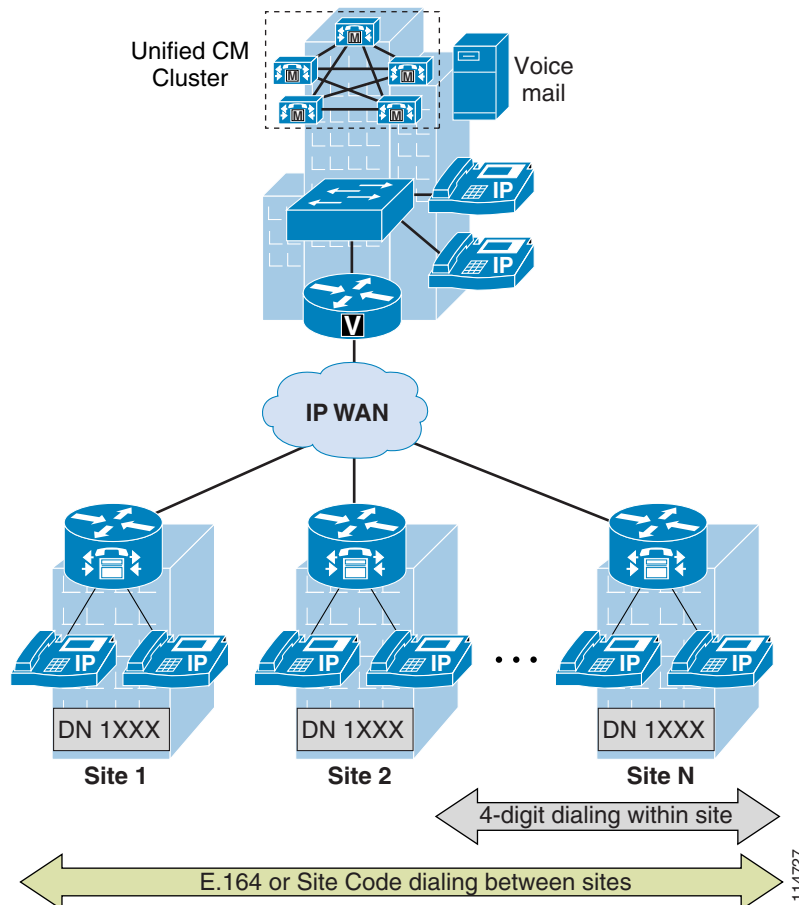 Unified CM
Cluster
M
M
M
M
M
Voice
mail
IP
IP
V
IP WAN
IP
IP
IP
IP
• • •
IP
IP
DN 1XXX
DN 1XXX
DN 1XXX
Site 1
Site 2
Site N
4-digit dialing within site
E.164 or Site Code dialing between sites
114727